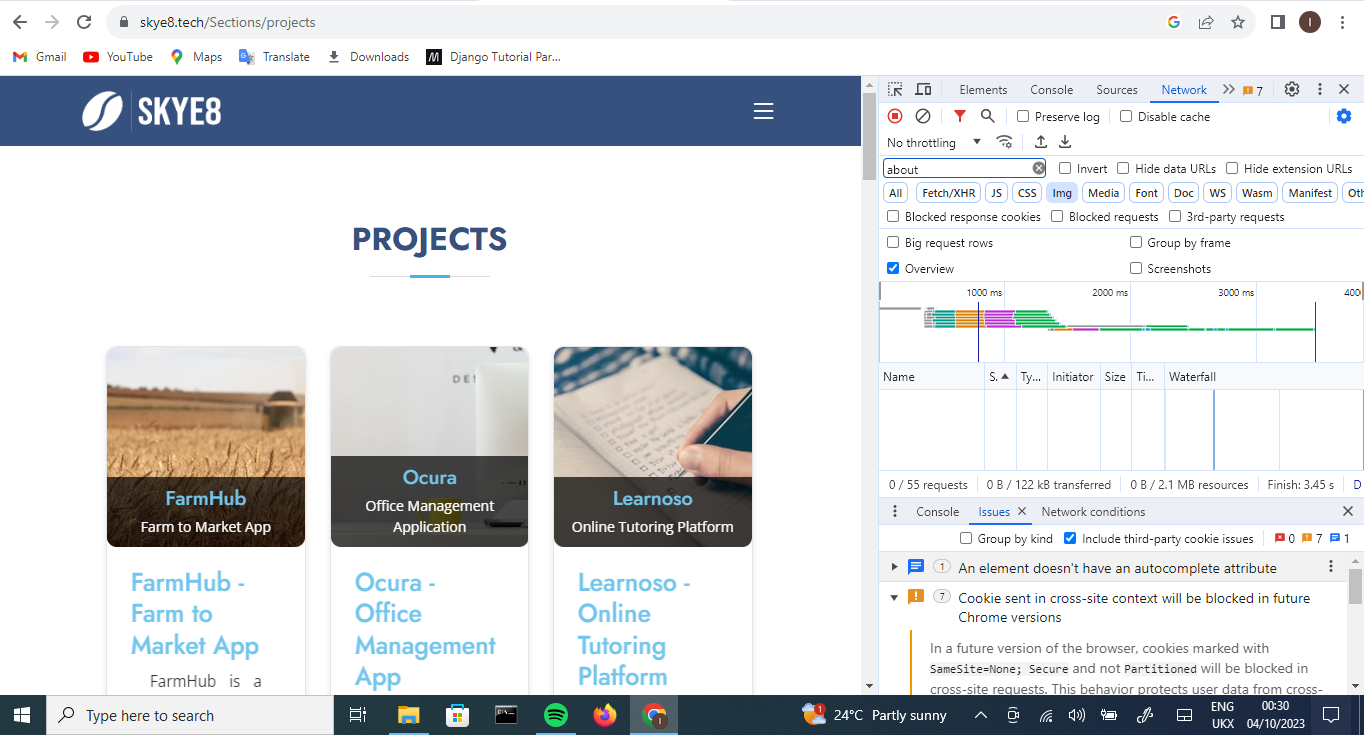 skye8.tech/Sections/projects
Gmail YouTube Maps Translate Downloads Django Tutorial Par...
SKYE8
PROJECTS
FarmHub
Farm to Market App
Ocura
Office Management
Application
Learnoso
Online Tutoring Platform
FarmHub -
Farm to
Market App
FarmHub is a
Ocura -
Office
Management
App
Learnoso -
Online
Tutoring
Platform
Elements Console Sources Network 7
Preserve log Disable cache
No throttling
about Invert Hide data URLs Hide extension URLs
All Fetch/XHR JS CSS Img Media Font Doc WS Wasm Manifest Oth
Blocked response cookies Blocked requests 3rd-party requests
Big request rows Group by frame
Overview Screenshots
1000 ms 2000 ms 3000 ms 400
Name S. Ty... Initiator Size Ti... Waterfall
0 / 55 requests 0 B / 122 kB transferred 0 B / 2.1 MB resources Finish: 3.45 s D
Console Issues Network conditions
Group by kind Include third-party cookie issues 0 7 1
1 An element doesn't have an autocomplete attribute
7 Cookie sent in cross-site context will be blocked in future
Chrome versions
In a future version of the browser, cookies marked with
SameSite=None; Secure and not Partitioned will be blocked in
cross-site requests. This behavior protects user data from cross-
Type here to search
1 24°C Partly sunny
ENG
UKX
00:30
04/10/2023